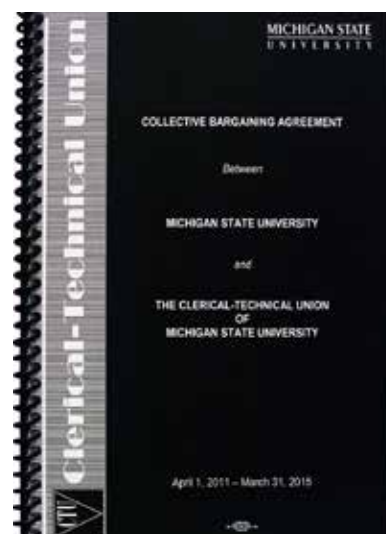 MICHIGAN STATE
UNIVERSITY
Clerical-Technical Union
COLLECTIVE BARGAINING AGREEMENT
Between
MICHIGAN STATE UNIVERSITY
and
THE CLERICAL-TECHNICAL UNION
OF
MICHIGAN STATE UNIVERSITY
April 1, 2011 – March 31, 2015
CTU